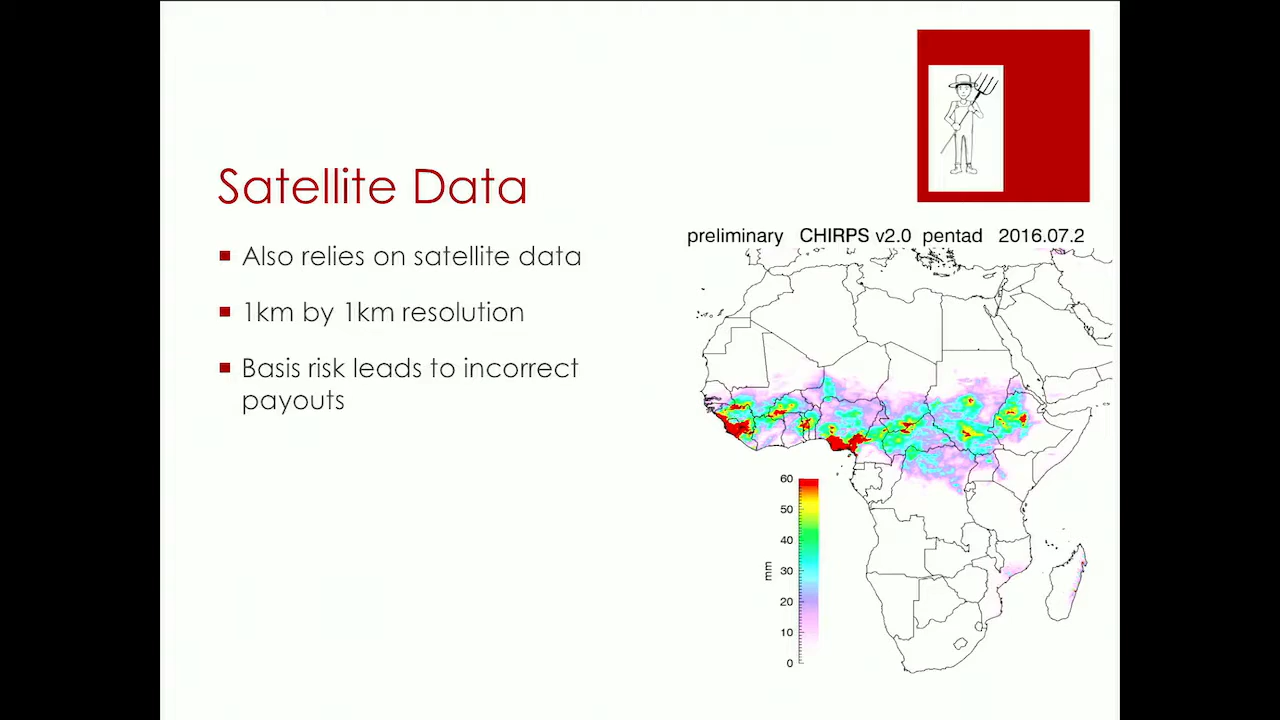 Satellite Data
Also relies on satellite data
1km by 1km resolution
Basis risk leads to incorrect
payouts
preliminary CHIRPS v2.0 pentad 2016.07.2
60
50
40
30
20
10
0
mm